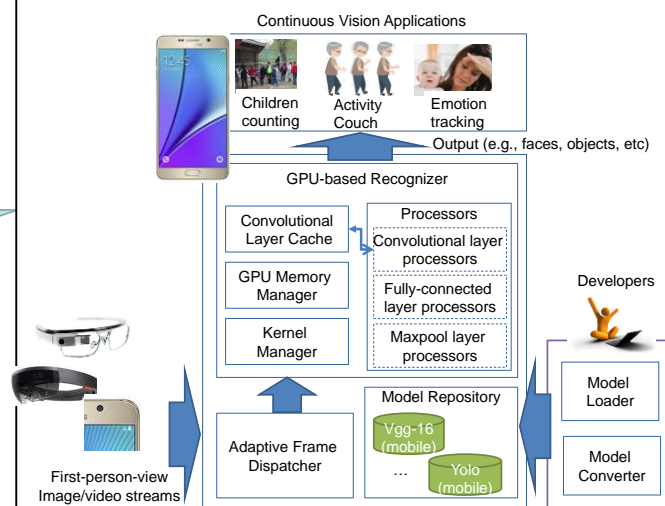 Continuous Vision Applications
12:45
Children
counting
Activity
Couch
Emotion
tracking
Output (e.g., faces, objects, etc)
GPU-based Recognizer
Convolutional
Layer Cache
GPU Memory
Manager
Kernel
Manager
Processors
Convolutional layer
processors
Fully-connected
layer processors
Maxpool layer
processors
Developers
Model
Loader
Model
Converter
Adaptive Frame
Dispatcher
Model Repository
Vgg-16
(mobile)
...
Yolo
(mobile)
First-person-view
Image/video streams